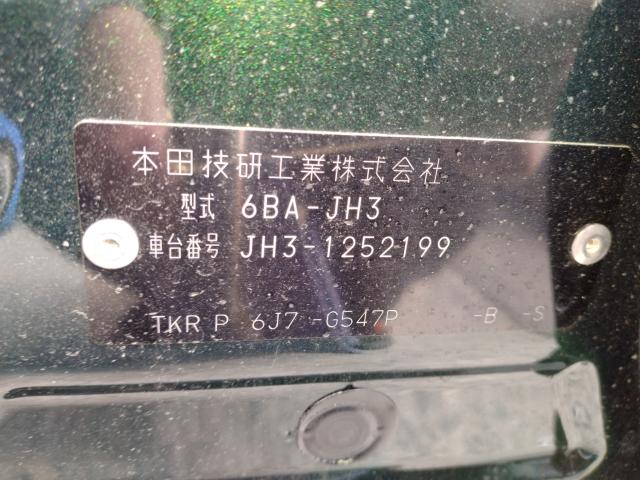 本田技研工業株式会社
型式 6BA-JH3
車台番号 JH3-1252199
TKR P 6J7 -G547P -B -S